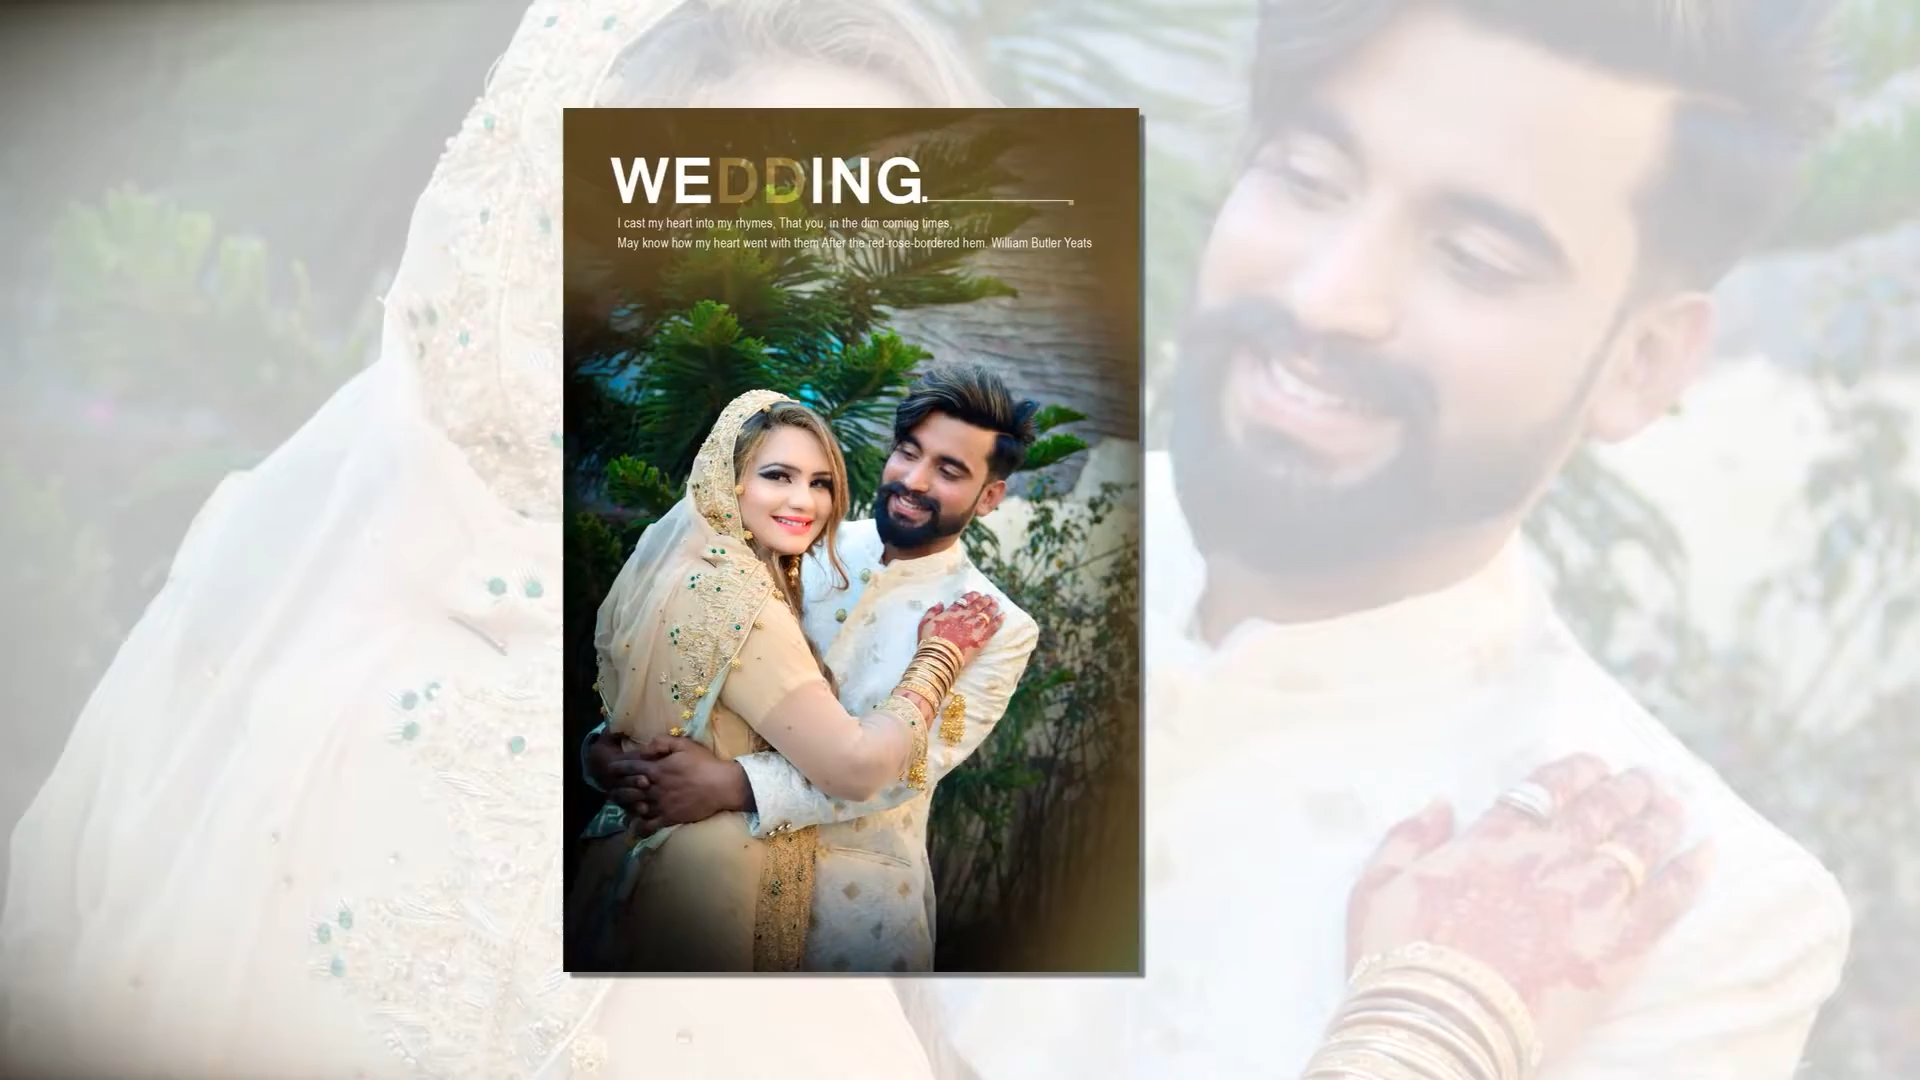 WEDDING.
I cast my heart into my rhymes, That you, in the dim coming times,
May know how my heart went with them After the red-rose-bordered hem. William Butler Yeats